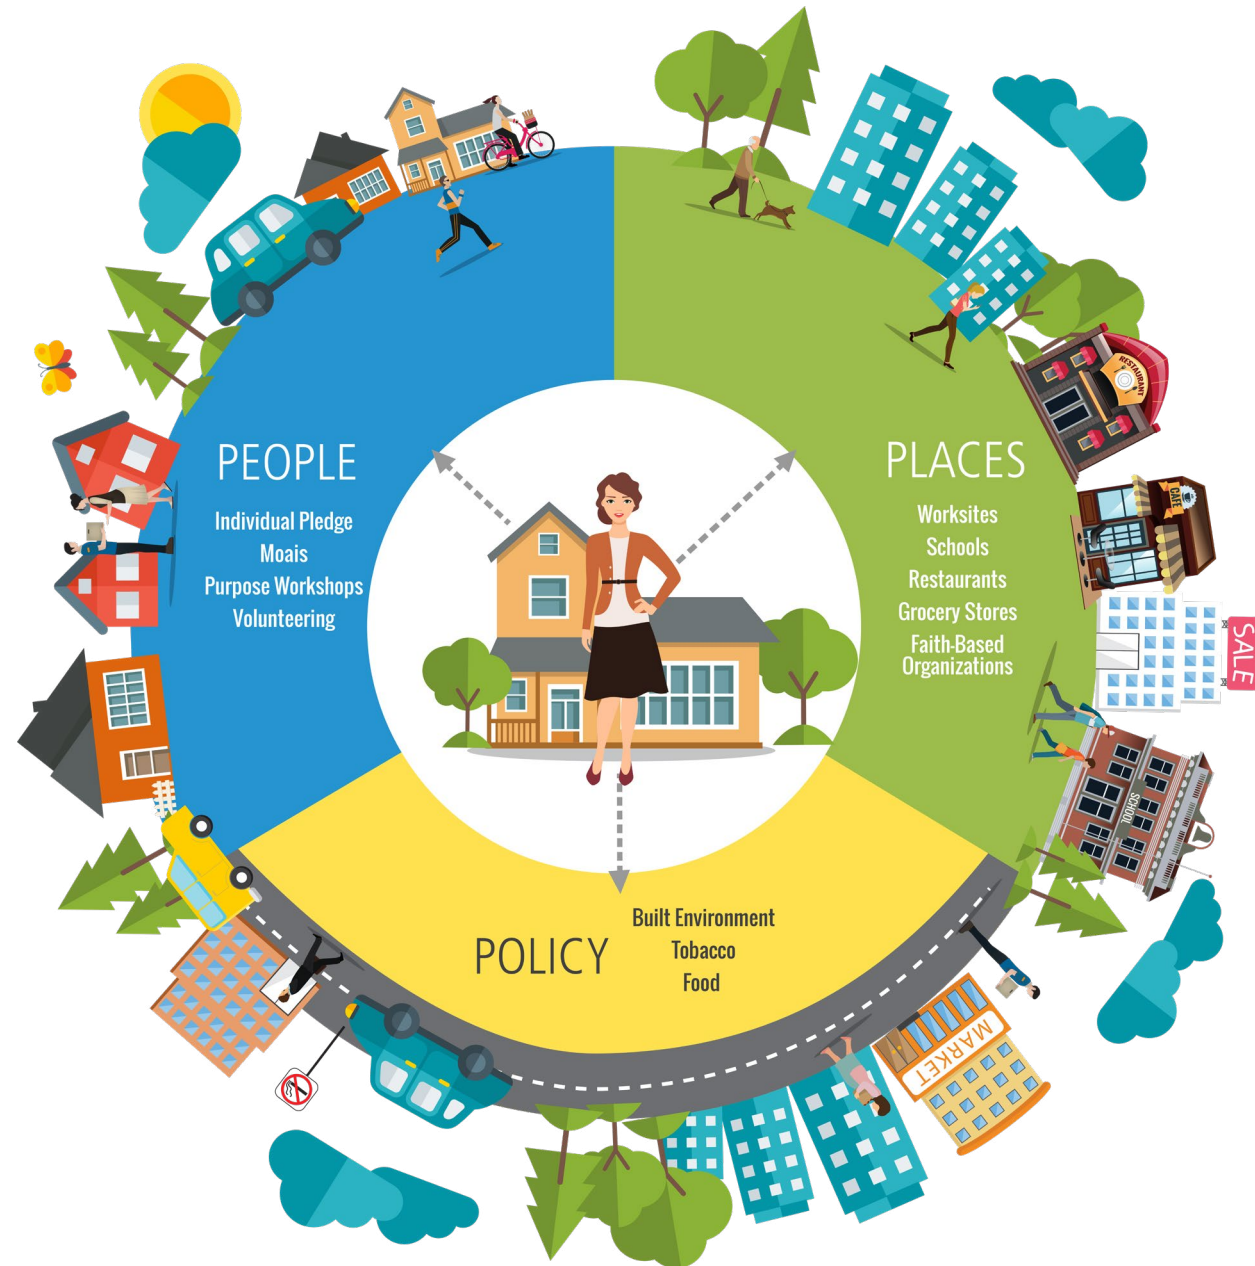 PEOPLE
Individual Pledge
Moais
Purpose Workshops
Volunteering
PLACES
Worksites
Schools
Restaurants
Grocery Stores
Faith-Based
Organizations
POLICY
Built Environment
Tobacco
Food
RESTAURANT
CAFE
SALE
SCHOOL
MARKET